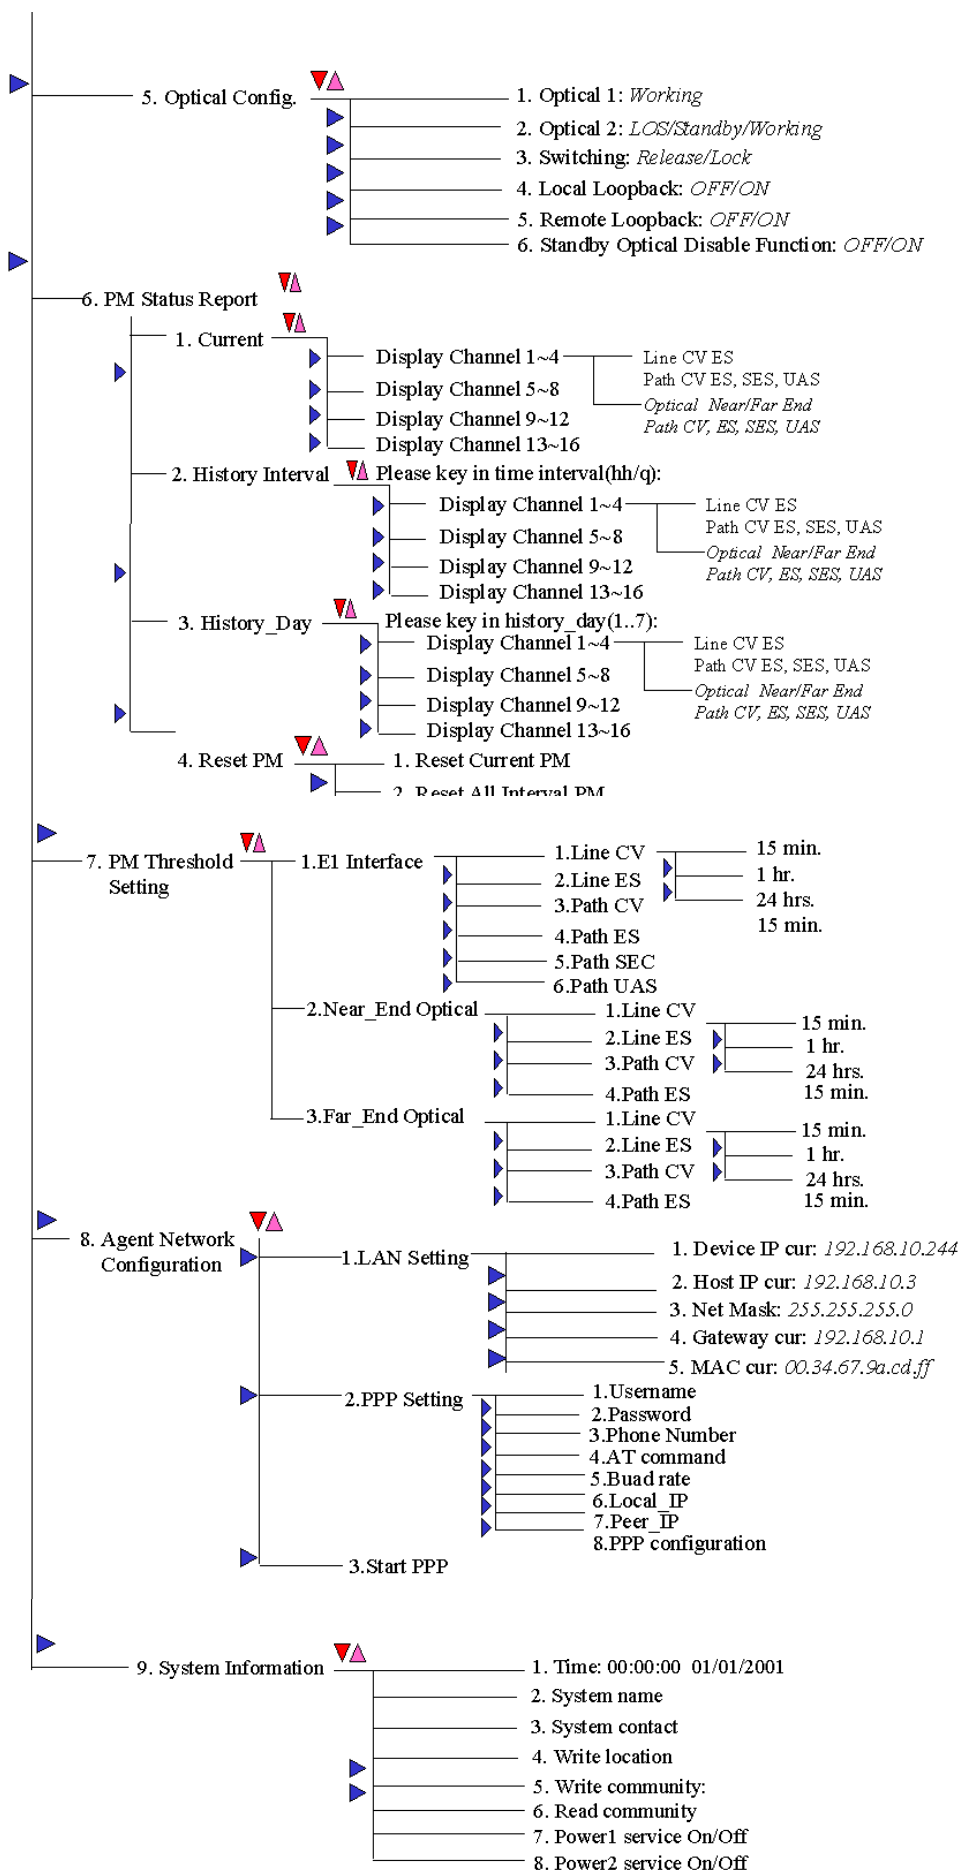 5. Optical Config.
1. Optical 1: Working
2. Optical 2: LOS/Standby/Working
3. Switching: Release/Lock
4. Local Loopback: OFF/ON
5. Remote Loopback: OFF/ON
6. Standby Optical Disable Function: OFF/ON
6. PM Status Report
1. Current
Display Channel 1~4
Line CV ES
Path CV ES, SES, UAS
Optical Near/Far End
Path CV, ES, SES, UAS
Display Channel 5~8
Display Channel 9~12
Display Channel 13~16
2. History Interval
Please key in time interval(hh/q):
Display Channel 1~4
Line CV ES
Path CV ES, SES, UAS
Optical Near/Far End
Path CV, ES, SES, UAS
Display Channel 5~8
Display Channel 9~12
Display Channel 13~16
3. History_Day
Please key in history_day(1..7):
Display Channel 1~4
Line CV ES
Path CV ES, SES, UAS
Optical Near/Far End
Path CV, ES, SES, UAS
Display Channel 5~8
Display Channel 9~12
Display Channel 13~16
4. Reset PM
1. Reset Current PM
2. Reset All Interval PM
7. PM Threshold
Setting
1.E1 Interface
1.Line CV
15 min.
1 hr.
24 hrs.
15 min.
2.Line ES
3.Path CV
4.Path ES
5.Path SEC
6.Path UAS
2.Near_End Optical
1.Line CV
15 min.
1 hr.
24 hrs.
15 min.
2.Line ES
3.Path CV
4.Path ES
3.Far_End Optical
1.Line CV
15 min.
1 hr.
24 hrs.
15 min.
2.Line ES
3.Path CV
4.Path ES
8. Agent Network
Configuration
1.LAN Setting
1. Device IP cur: 192.168.10.244
2. Host IP cur: 192.168.10.3
3. Net Mask: 255.255.255.0
4. Gateway cur: 192.168.10.1
5. MAC cur: 00.34.67.9a.cd.ff
2.PPP Setting
1.Username
2.Password
3.Phone Number
4.AT command
5.Buad rate
6.Local_IP
7.Peer_IP
8.PPP configuration
3.Start PPP
9. System Information
1. Time: 00:00:00 01/01/2001
2. System name
3. System contact
4. Write location
5. Write community:
6. Read community
7. Power1 service On/Off
8. Power2 service On/Off